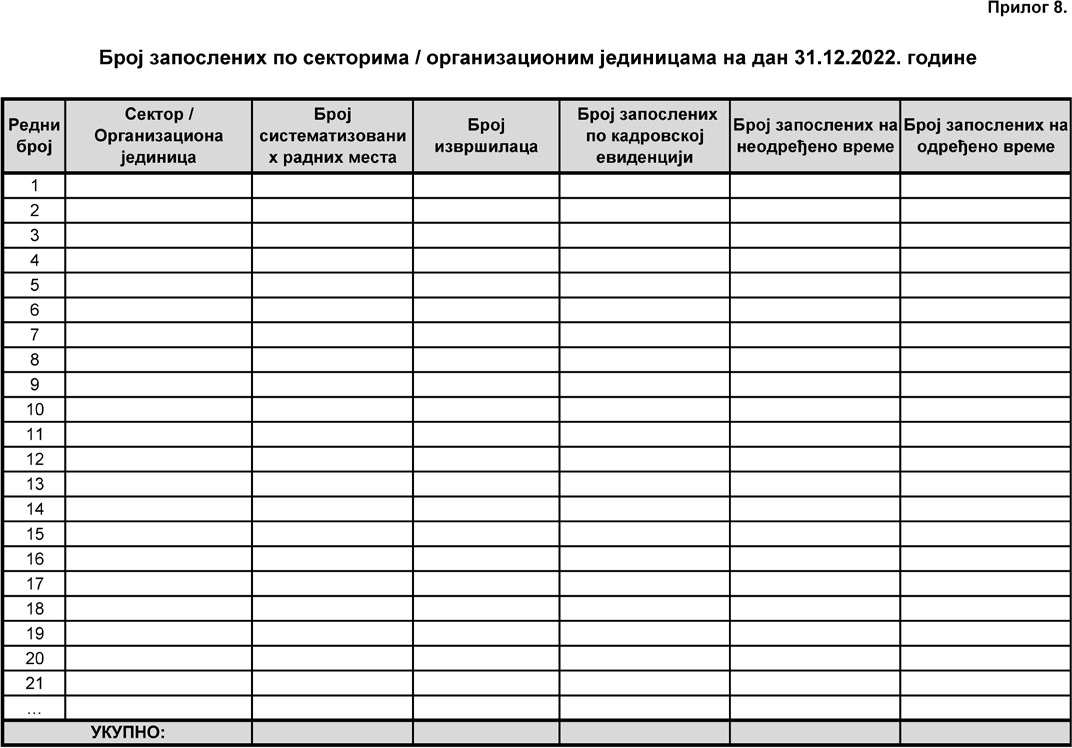 Прилог 8.
Број запослених по секторима / организационим јединицама на дан 31.12.2022. године
Редни
број
Сектор /
Организациона
јединица
Број
систематизовани
х радних места
Број
извршилаца
Број запослених
по кадровској
евиденцији
Број запослених на
неодређено време
Број запослених на
одређено време
1
2
3
4
5
6
7
8
9
10
11
12
13
14
15
16
17
18
19
20
21
...
УКУПНО: